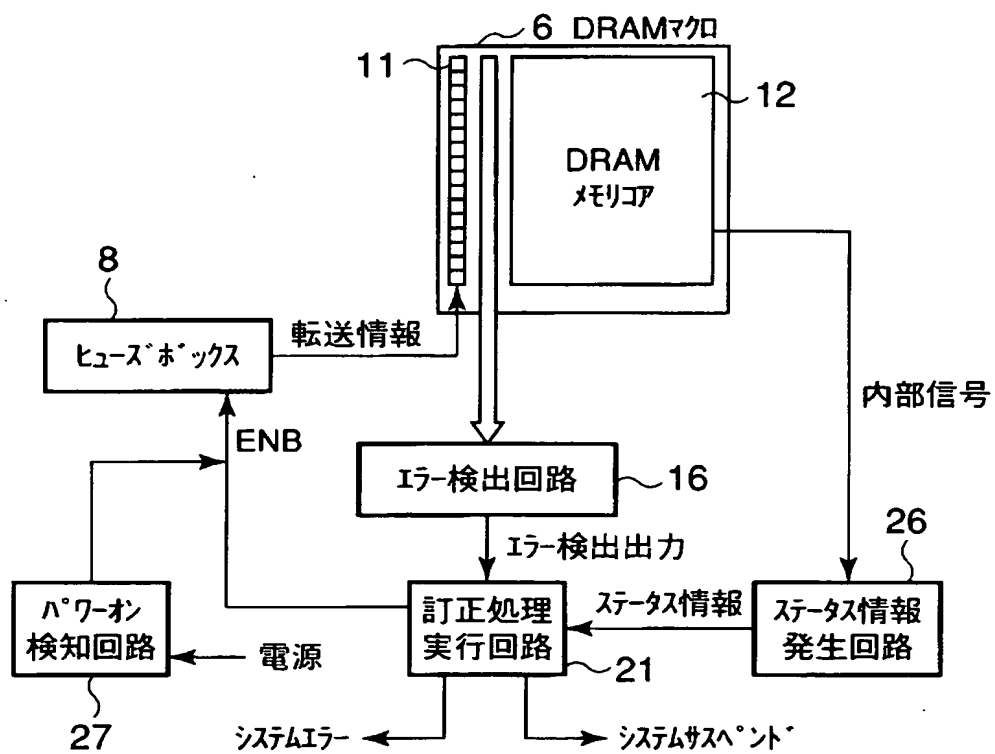 6 DRAMﾏｸﾛ
11
12
DRAM
ﾒﾓﾘｺｱ
8
ﾋｭｰｽﾞﾎﾞｯｸｽ
転送情報
内部信号
ENB
ｴﾗｰ検出回路
16
ｴﾗｰ検出出力
26
ﾊﾟﾜｰｵﾝ
検知回路
電源
27
訂正処理
実行回路
21
ｽﾃｰﾀｽ情報
ｽﾃｰﾀｽ情報
発生回路
ｼｽﾃﾑｴﾗｰ
ｼｽﾃﾑｻｽﾍﾟﾝﾄﾞ